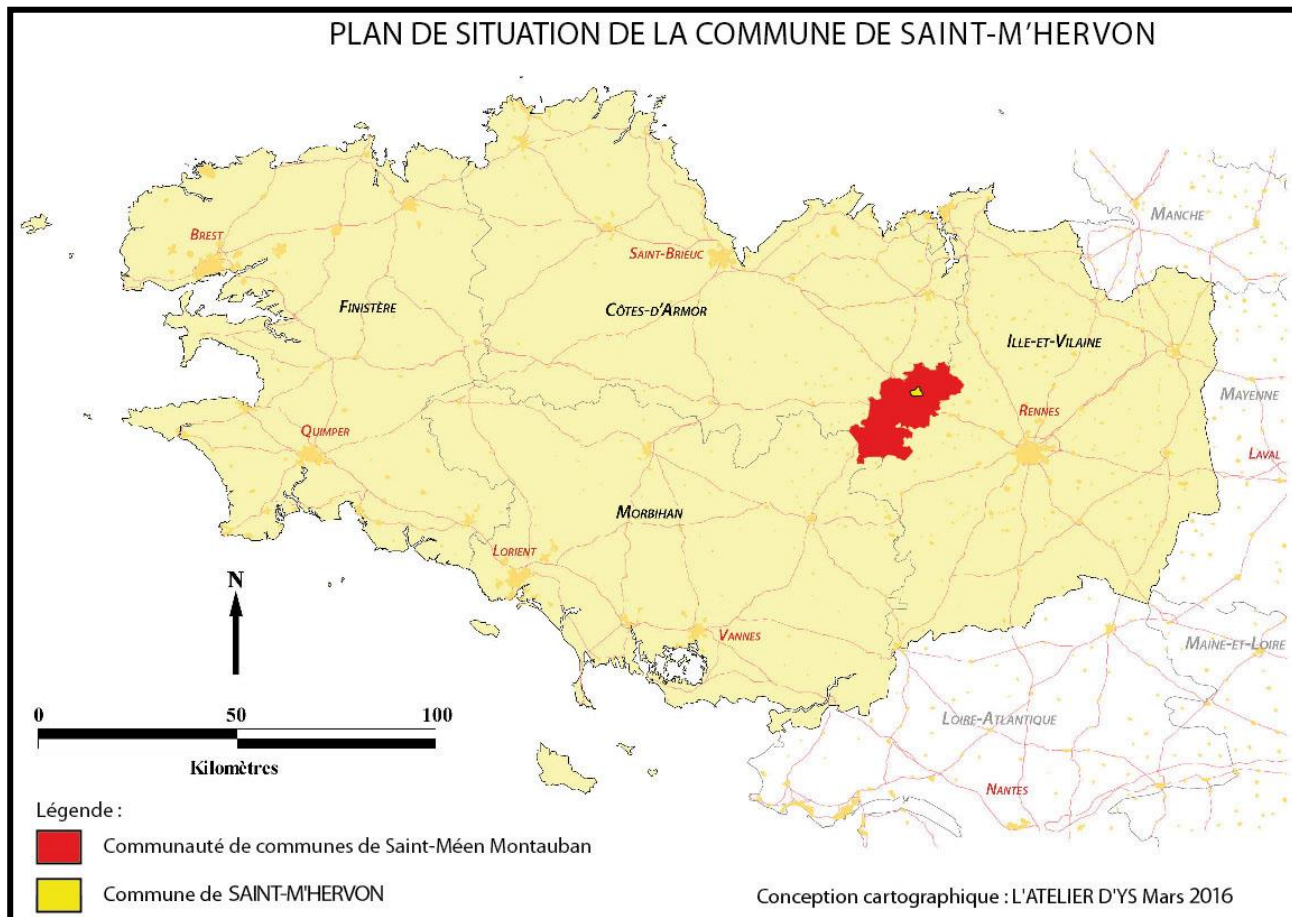 PLAN DE SITUATION DE LA COMMUNE DE SAINT-M'HERVON
MANCHE
BREST
SAINT-BRIEUC
FINISTÈRE
CÔTES-D'ARMOR
ILLE-ET-VILAINE
MAYENNE
RENNES
QUIMPER
LAVAL
MORBIHAN
LORIENT
N
VANNES
MAINE-ET-LOIRE
0 50 100
LOIRE-ATLANTIQUE
Kilomètres
NANTES
Légende :
Communauté de communes de Saint-Méen Montauban
Commune de SAINT-M'HERVON
Conception cartographique : L'ATELIER D'YS Mars 2016